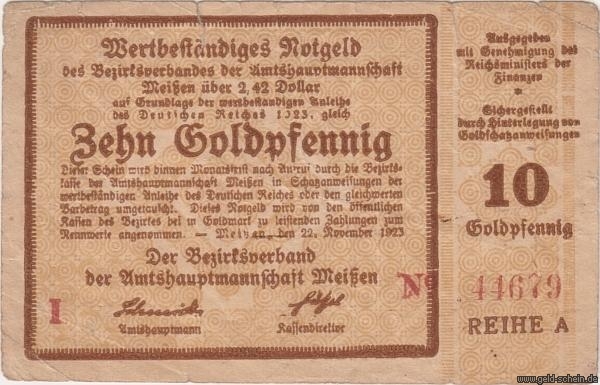 Wertbeständiges Notgeld
des Bezirksverbandes der Amtshauptmannschaft
Meißen über 2,42 Dollar
auf Grundlage der wertbeständigen Anleihe
des Deutschen Reiches 1923, gleich
Zehn Goldpfennig
Dieser Schein wird binnen Monatsfrist nach Aufruf durch die Bezirks-
kasse der Amtshauptmannschaft Meißen in Schatzanweisungen der
wertbeständigen Anleihe des Deutschen Reiches oder den gleichwerten
Barbetrag umgetauscht. Dieses Notgeld wird von den öffentlichen
Kassen des Bezirkes bei in Goldmark zu leistenden Zahlungen zum
Nennwerte angenommen. — Meißen, den 22. November 1923
Der Bezirksverband
der Amtshauptmannschaft Meißen
I
Amtshauptmann
Kassendirektor
Ausgegeben
mit Genehmigung des
Reichsministers der
Finanzen
Sichergestellt
durch Hinterlegung von
Goldschatzanweisungen
10
Goldpfennig
No 44679
REIHE A
www.geld-schein.de